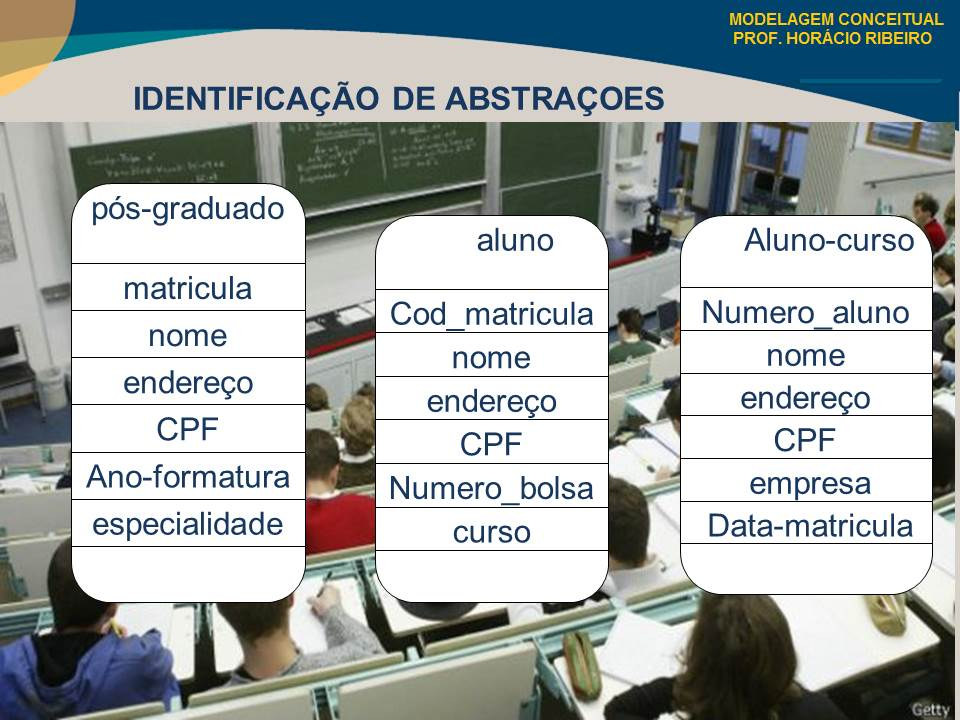 MODELAGEM CONCEITUAL
PROF. HORÁCIO RIBEIRO
IDENTIFICAÇÃO DE ABSTRAÇOES
pós-graduado
matricula
nome
endereço
CPF
Ano-formatura
especialidade
aluno
Cod_matricula
nome
endereço
CPF
Numero_bolsa
curso
Aluno-curso
Numero_aluno
nome
endereço
CPF
empresa
Data-matricula
Getty